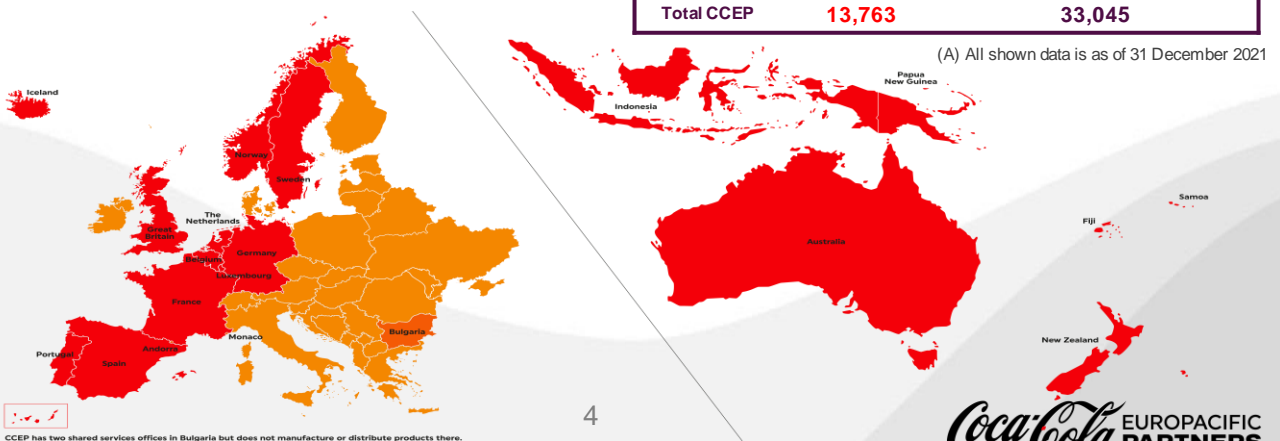 Total CCEP 13,763 33,045
(A) All shown data is as of 31 December 2021
Iceland
Norway
Sweden
The
Netherlands
Great
Britain
Belgium
Germany
Luxembourg
France
Bulgaria
Monaco
Andorra
Portugal
Spain
Papua
New Guinea
Indonesia
Samoa
Fiji
Australia
New Zealand
4
Coca-Cola EUROPACIFIC
PARTNERS
CCEP has two shared services offices in Bulgaria but does not manufacture or distribute products there.